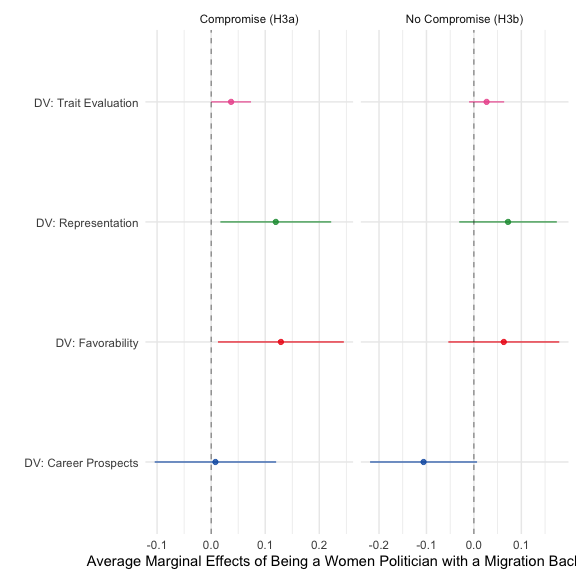 Compromise (H3a) No Compromise (H3b)
DV: Trait Evaluation
DV: Representation
DV: Favorability
DV: Career Prospects
-0.1 0.0 0.1 0.2 -0.2 -0.1 0.0 0.1
Average Marginal Effects of Being a Women Politician with a Migration Bac